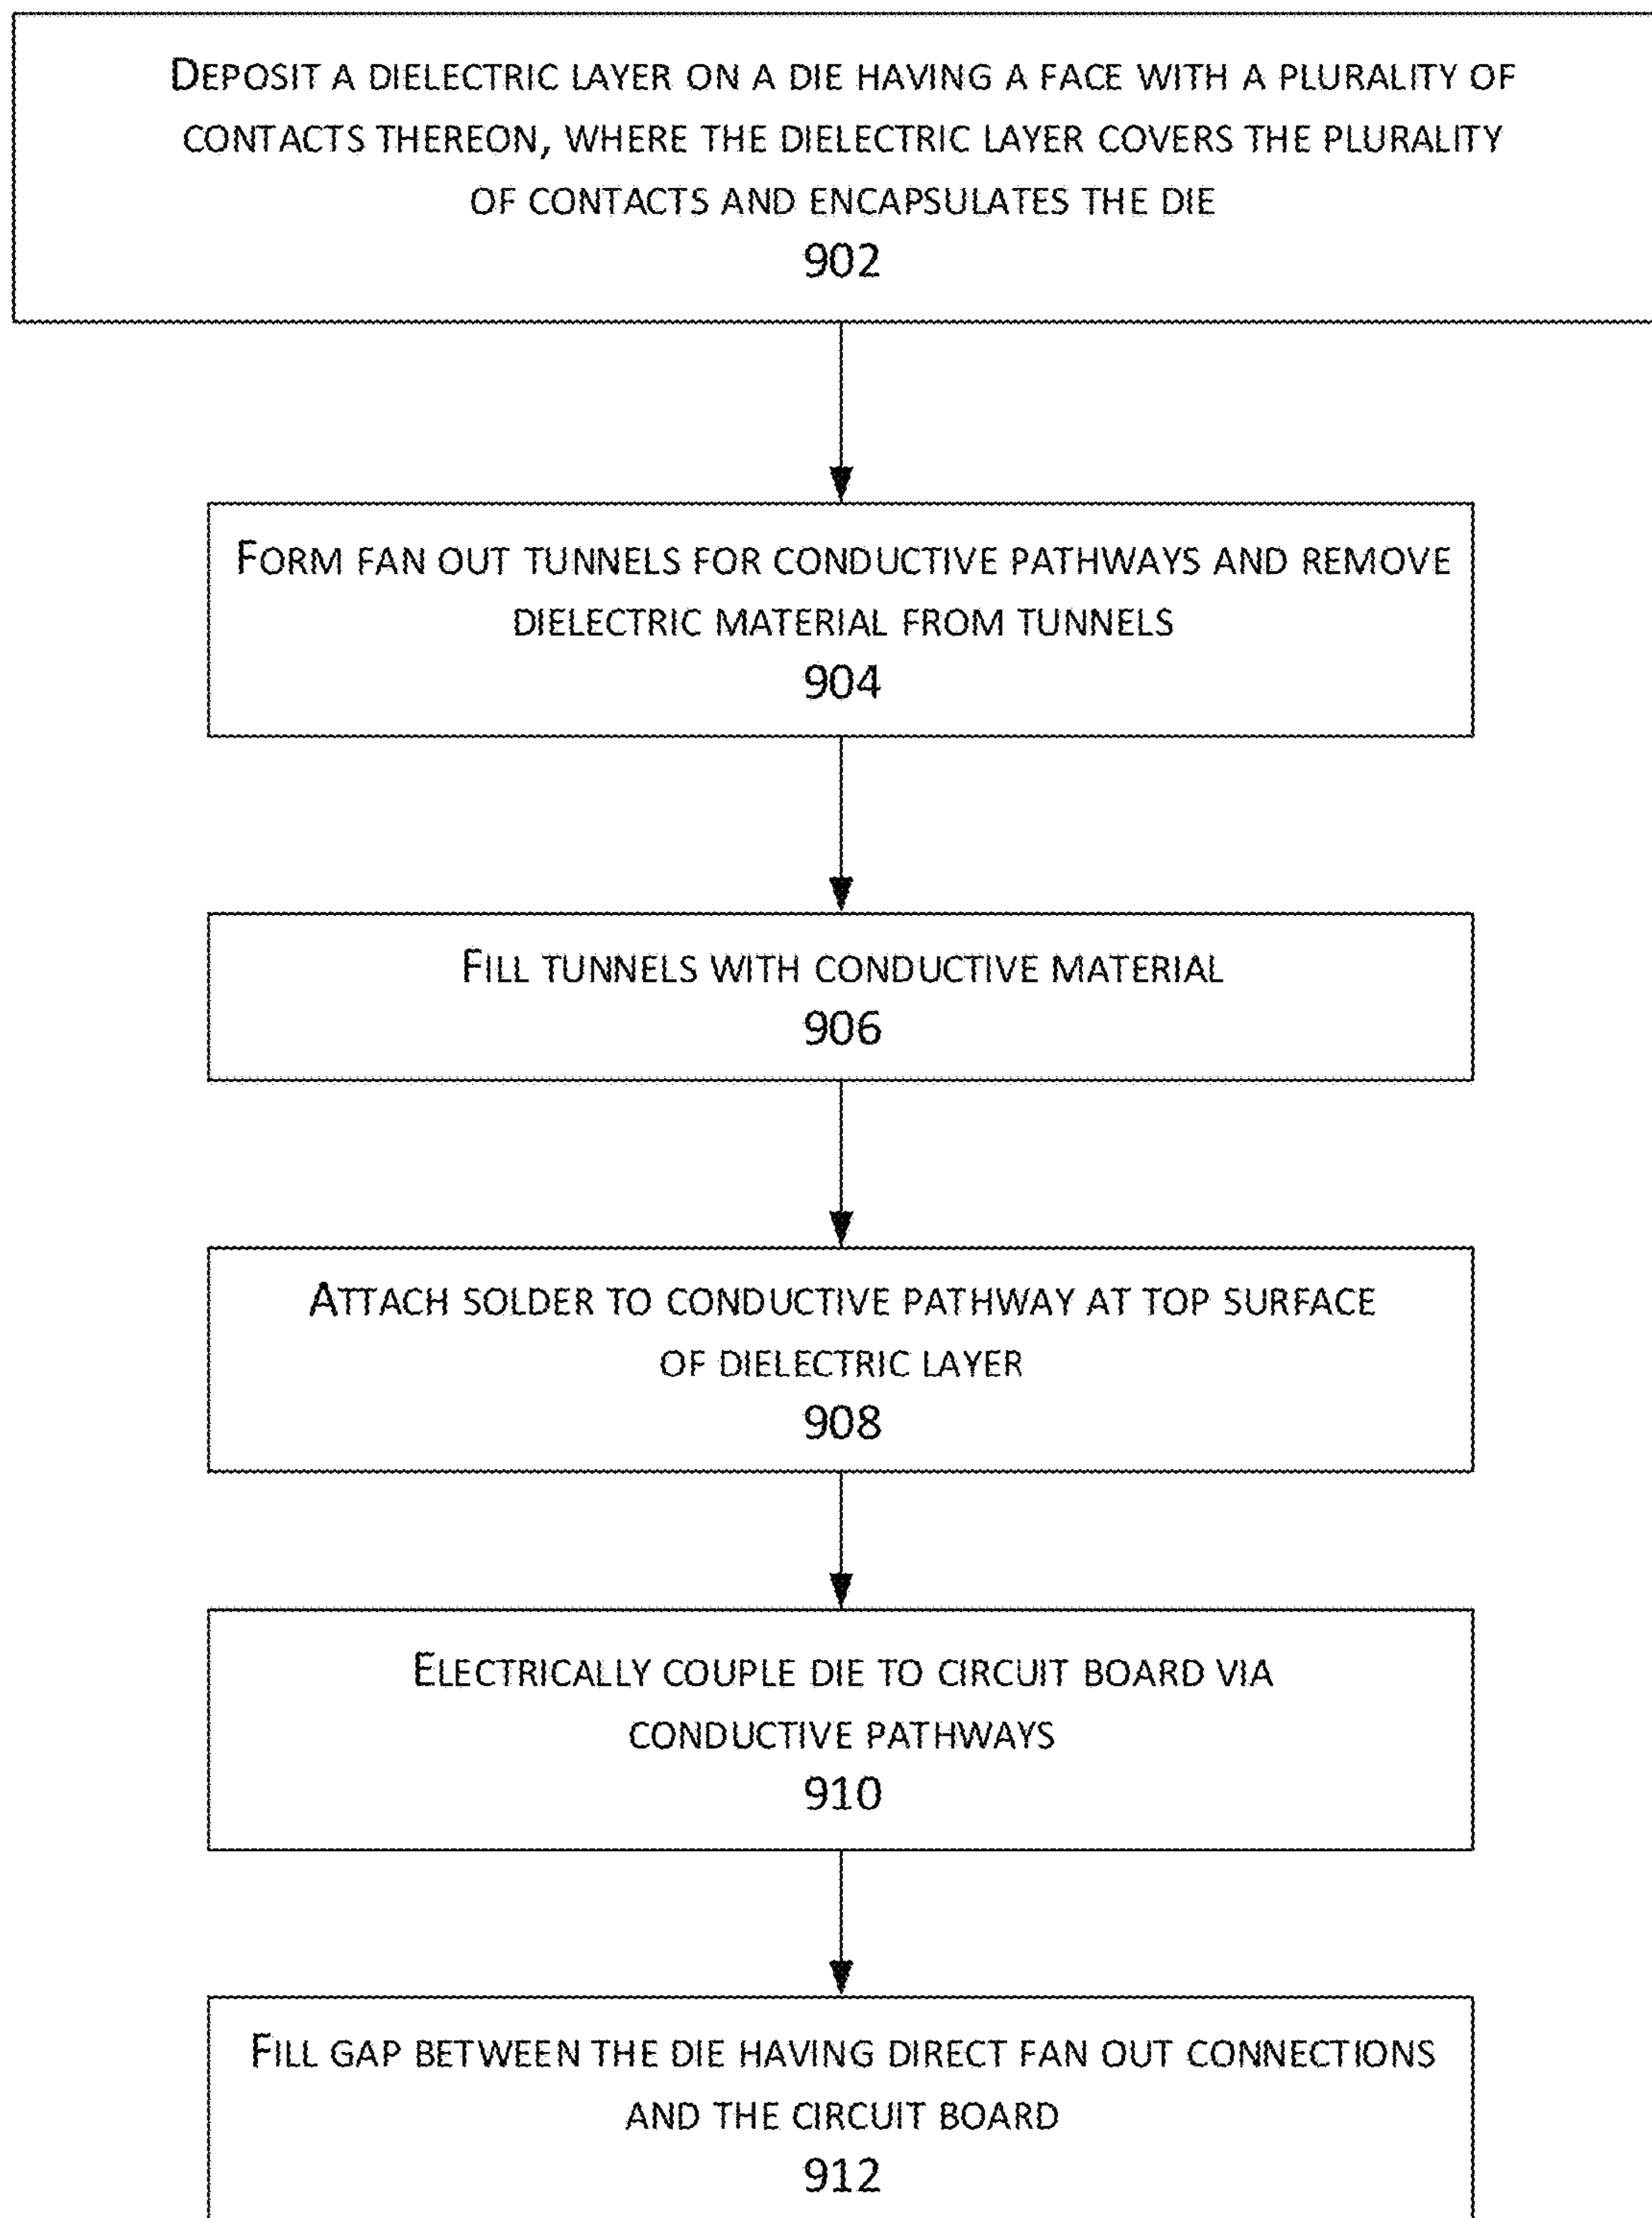 DEPOSIT A DIELECTRIC LAYER ON A DIE HAVING A FACE WITH A PLURALITY OF
CONTACTS THEREON, WHERE THE DIELECTRIC LAYER COVERS THE PLURALITY
OF CONTACTS AND ENCAPSULATES THE DIE
902
FORM FAN OUT TUNNELS FOR CONDUCTIVE PATHWAYS AND REMOVE
DIELECTRIC MATERIAL FROM TUNNELS
904
FILL TUNNELS WITH CONDUCTIVE MATERIAL
906
ATTACH SOLDER TO CONDUCTIVE PATHWAY AT TOP SURFACE
OF DIELECTRIC LAYER
908
ELECTRICALLY COUPLE DIE TO CIRCUIT BOARD VIA
CONDUCTIVE PATHWAYS
910
FILL GAP BETWEEN THE DIE HAVING DIRECT FAN OUT CONNECTIONS
AND THE CIRCUIT BOARD
912